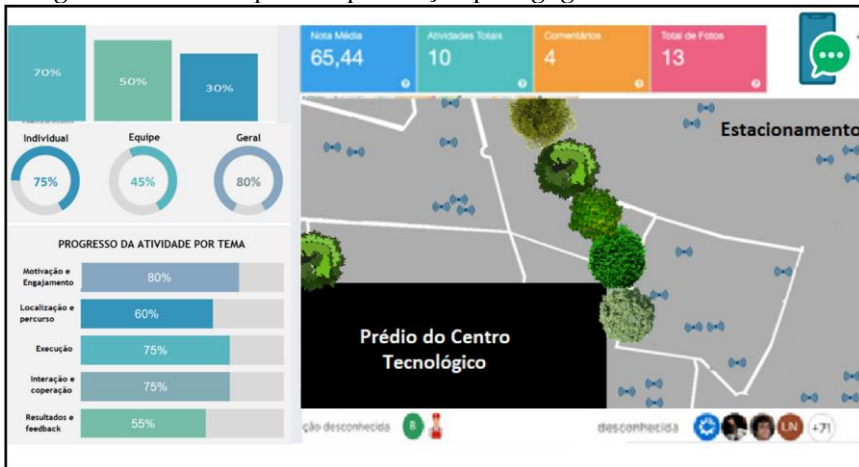 70%
50%
30%
Individual
Equipe
Geral
75%
45%
80%
PROGRESSO DA ATIVIDADE POR TEMA
Motivação e
Engajamento
80%
Localização e
percurso
60%
Execução
75%
Interação e
coperação
75%
Resultados e
feedback
55%
Nota Média
65,44
Atividades Totais
10
Comentários
4
Total de Fotos
13
Estacionamento
Prédio do Centro
Tecnológico
ção desconhecida
B
desconhecida
LN
+71